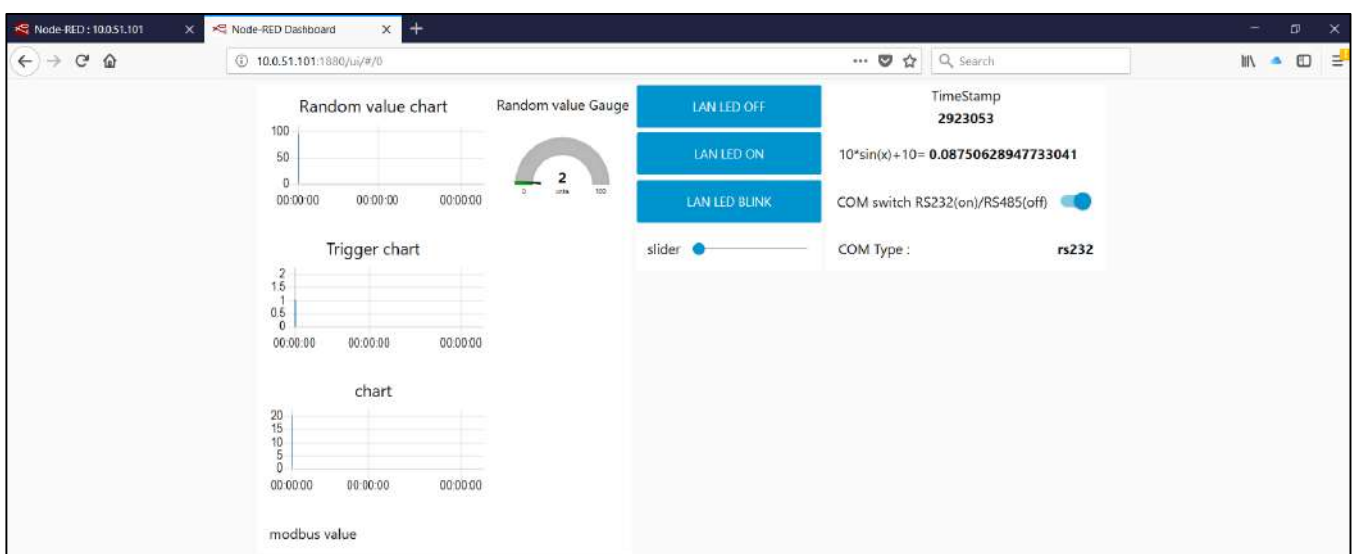 Node-RED : 10.0.51.101
Node-RED Dashboard
10.0.51.101:1880/ui/#/0
Search
Random value chart
100
50
0
00:00:00 00:00:00 00:00:00
Trigger chart
2
1.5
1
0.5
0
00:00:00 00:00:00 00:00:00
chart
20
15
10
5
0
00:00:00 00:00:00 00:00:00
modbus value
Random value Gauge
2
0 units 100
LAN LED OFF
LAN LED ON
LAN LED BLINK
slider
TimeStamp
2923053
10*sin(x)+10= 0.08750628947733041
COM switch RS232(on)/RS485(off)
COM Type : rs232